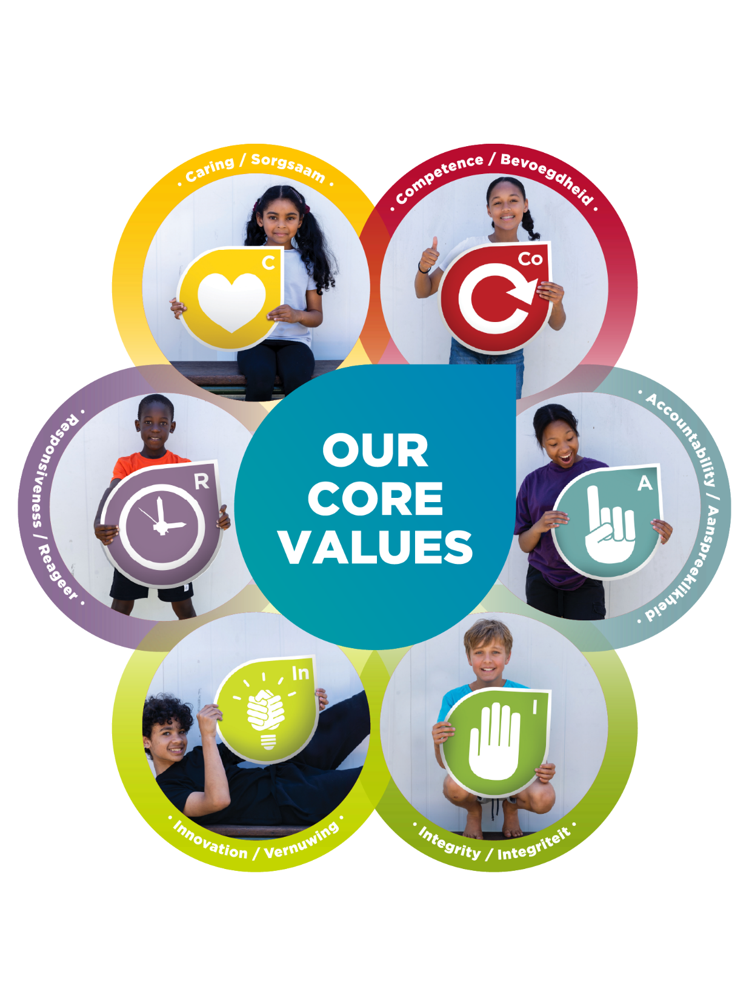 · Caring / Sorgsaam ·
C
· Competence / Bevoegdheid ·
Co
· Responsiveness / Reageer ·
R
OUR
CORE
VALUES
· Accountability / Aanspreeklikheid ·
A
In
· Innovation / Vernuwing ·
I
· Integrity / Integriteit ·